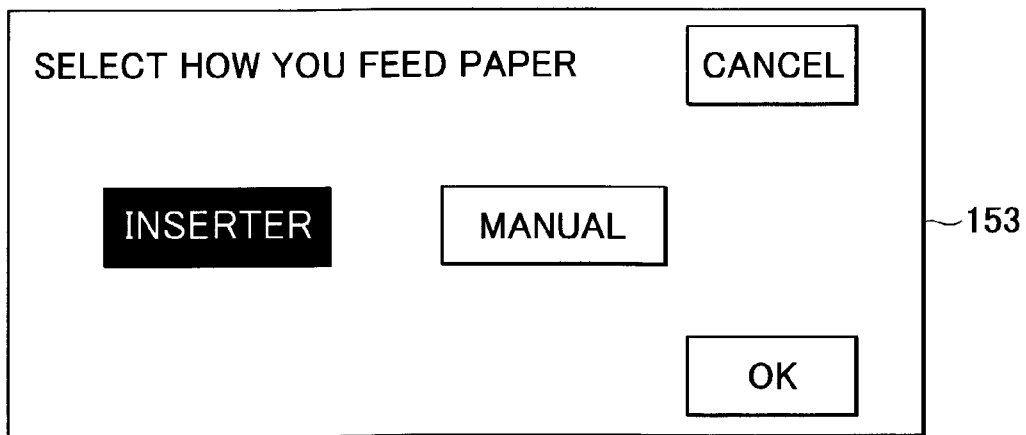 SELECT HOW YOU FEED PAPER
CANCEL
INSERTER
MANUAL
153
OK